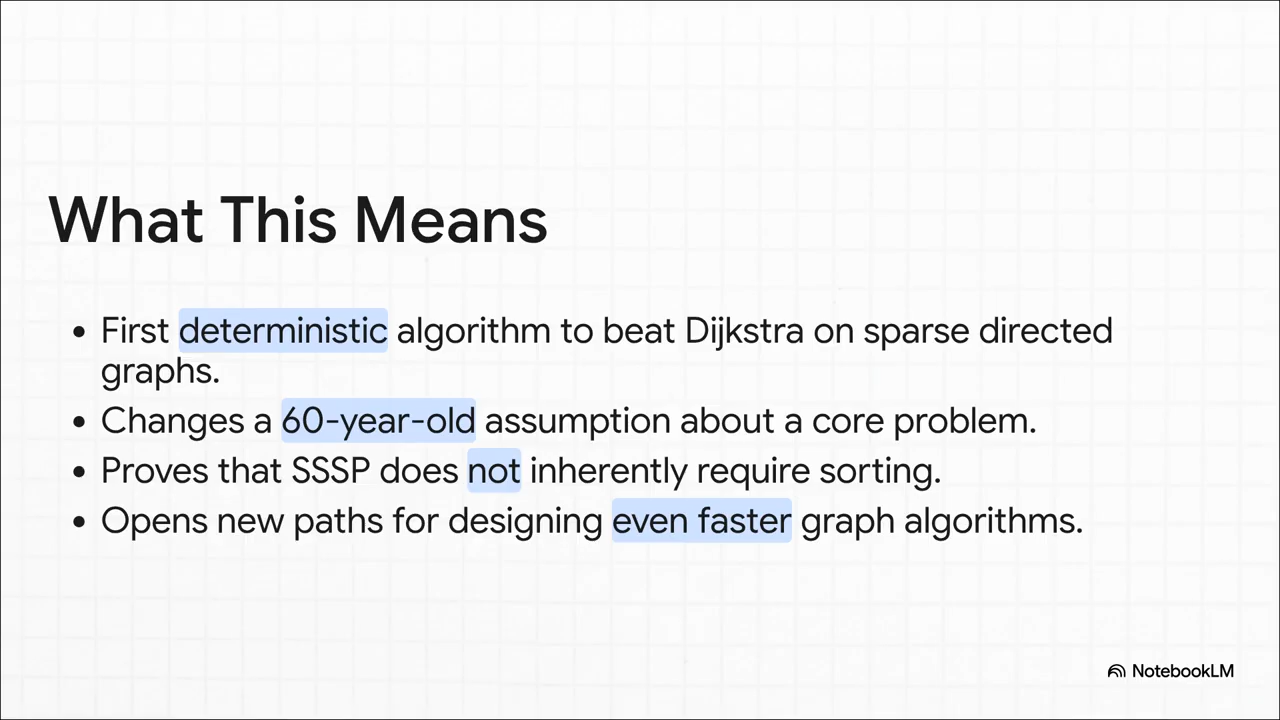 What This Means
• First deterministic algorithm to beat Dijkstra on sparse directed
graphs.
• Changes a 60-year-old assumption about a core problem.
• Proves that SSSP does not inherently require sorting.
• Opens new paths for designing even faster graph algorithms.
NotebookLM